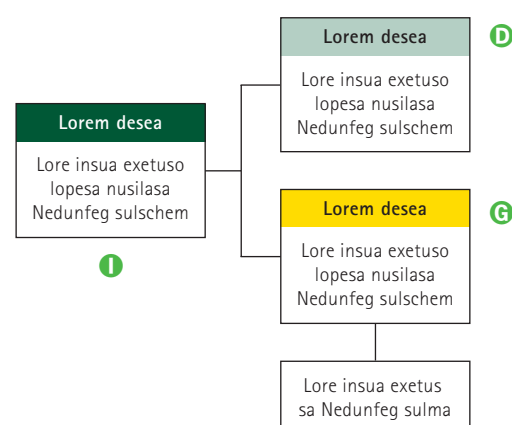 Lorem desea
D
Lore insua exetuso
lopesa nusilasa
Nedunfeg sulschem
Lorem desea
Lore insua exetuso
lopesa nusilasa
Nedunfeg sulschem
I
Lorem desea
G
Lore insua exetuso
lopesa nusilasa
Nedunfeg sulschem
Lore insua exetus
sa Nedunfeg sulma